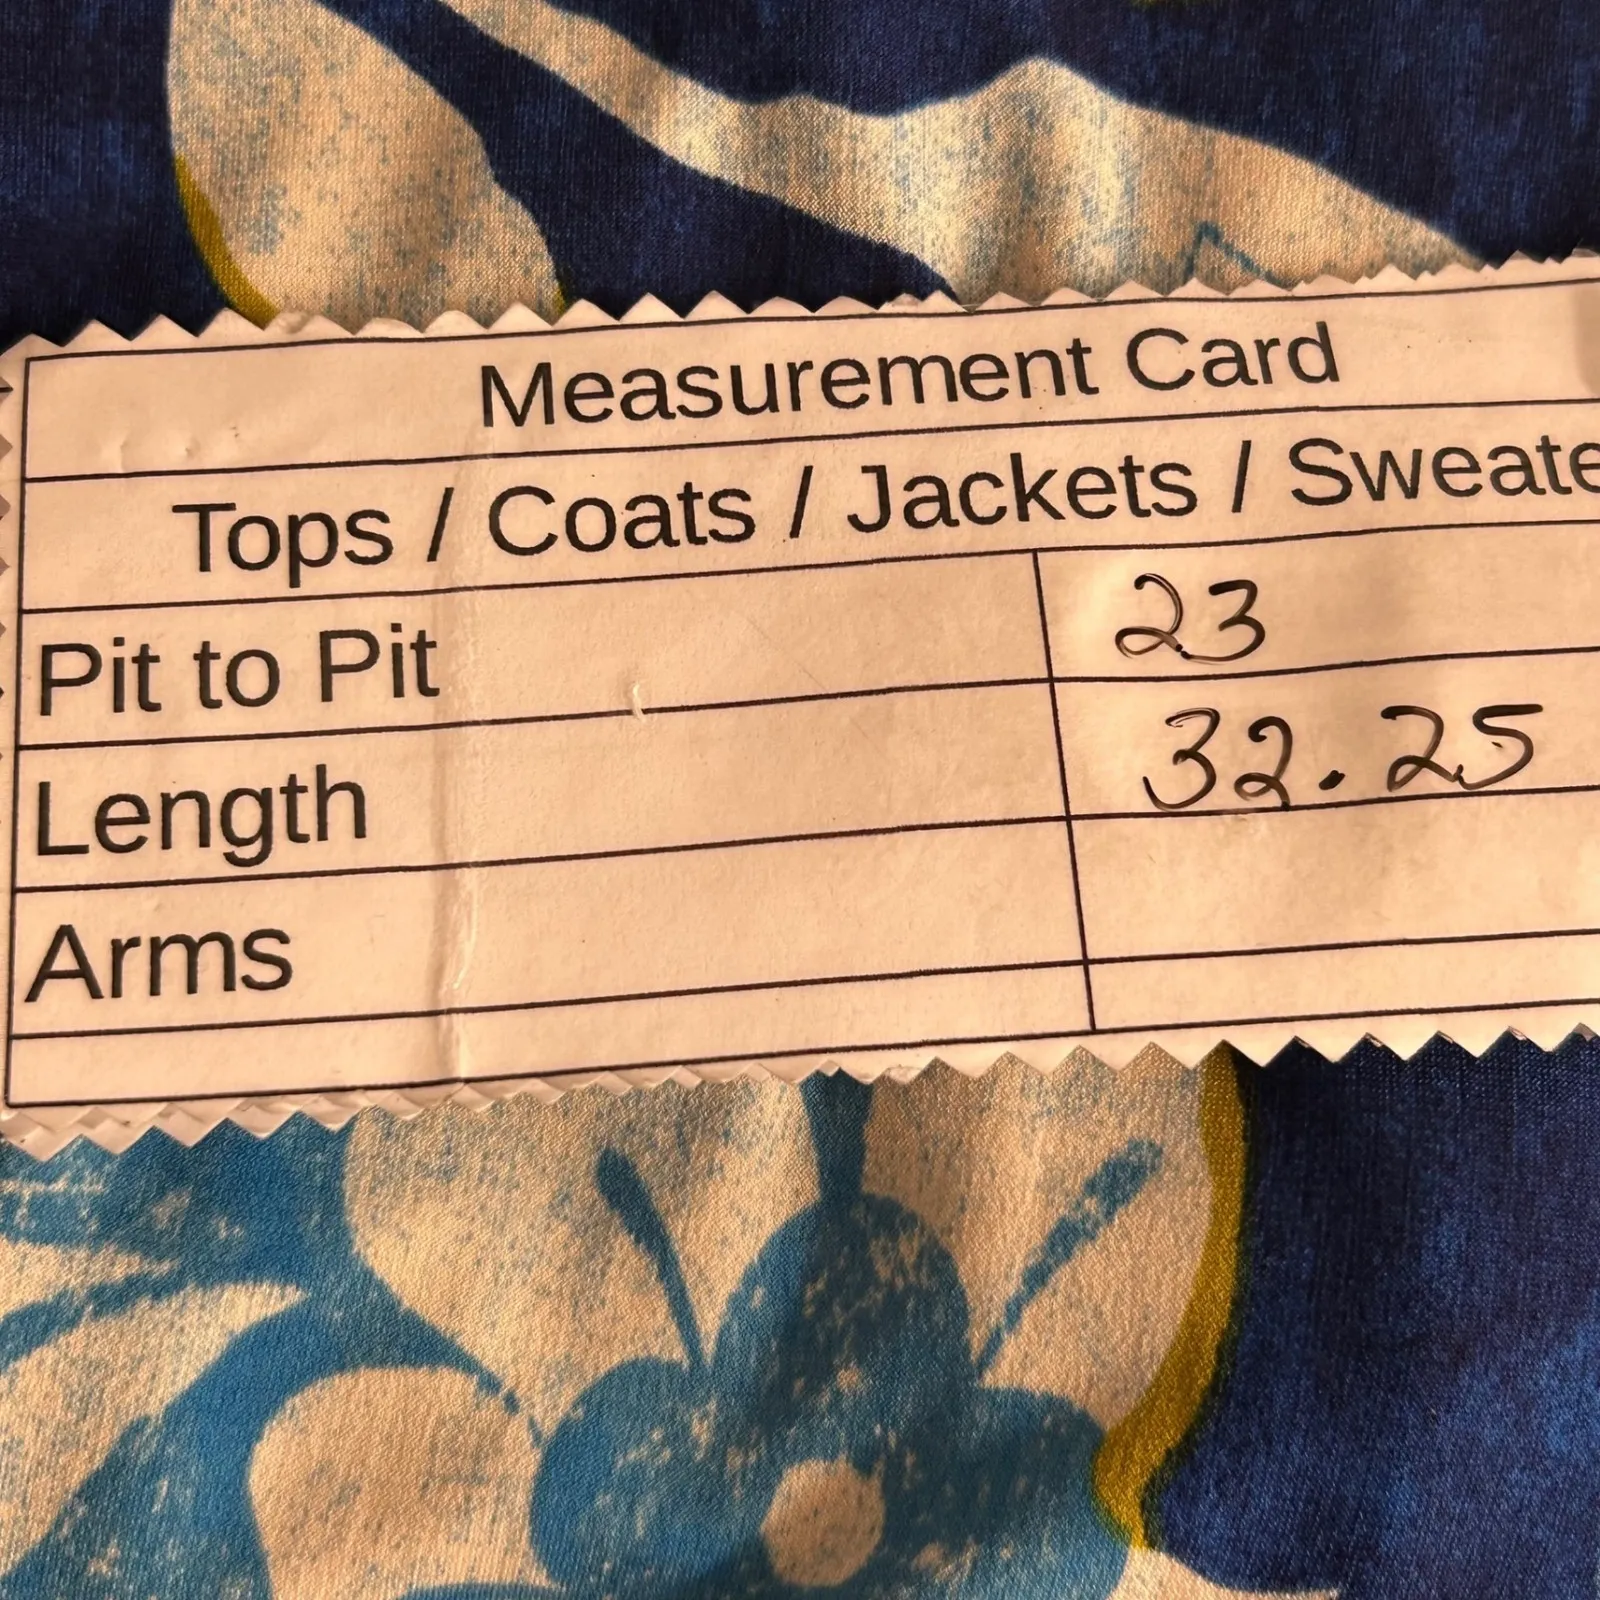 Measurement Card
Tops / Coats / Jackets / Sweate
Pit to Pit 23
Length 32.25
Arms